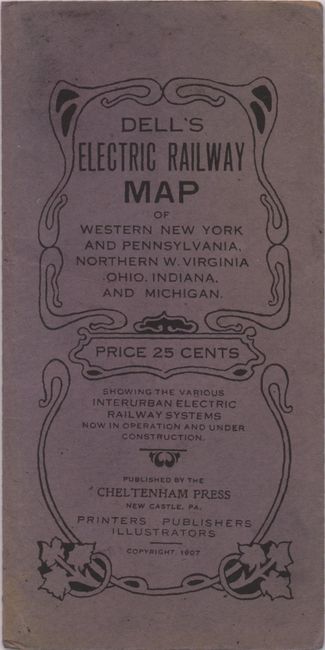 DELL'S
ELECTRIC RAILWAY
MAP
OF
WESTERN NEW YORK
AND PENNSYLVANIA,
NORTHERN W. VIRGINIA
OHIO, INDIANA,
AND MICHIGAN.
PRICE 25 CENTS
SHOWING THE VARIOUS
INTERURBAN ELECTRIC
RAILWAY SYSTEMS
NOW IN OPERATION AND UNDER
CONSTRUCTION.
PUBLISHED BY THE
CHELTENHAM PRESS
NEW CASTLE, PA.
PRINTERS PUBLISHERS
ILLUSTRATORS
COPYRIGHT 1907